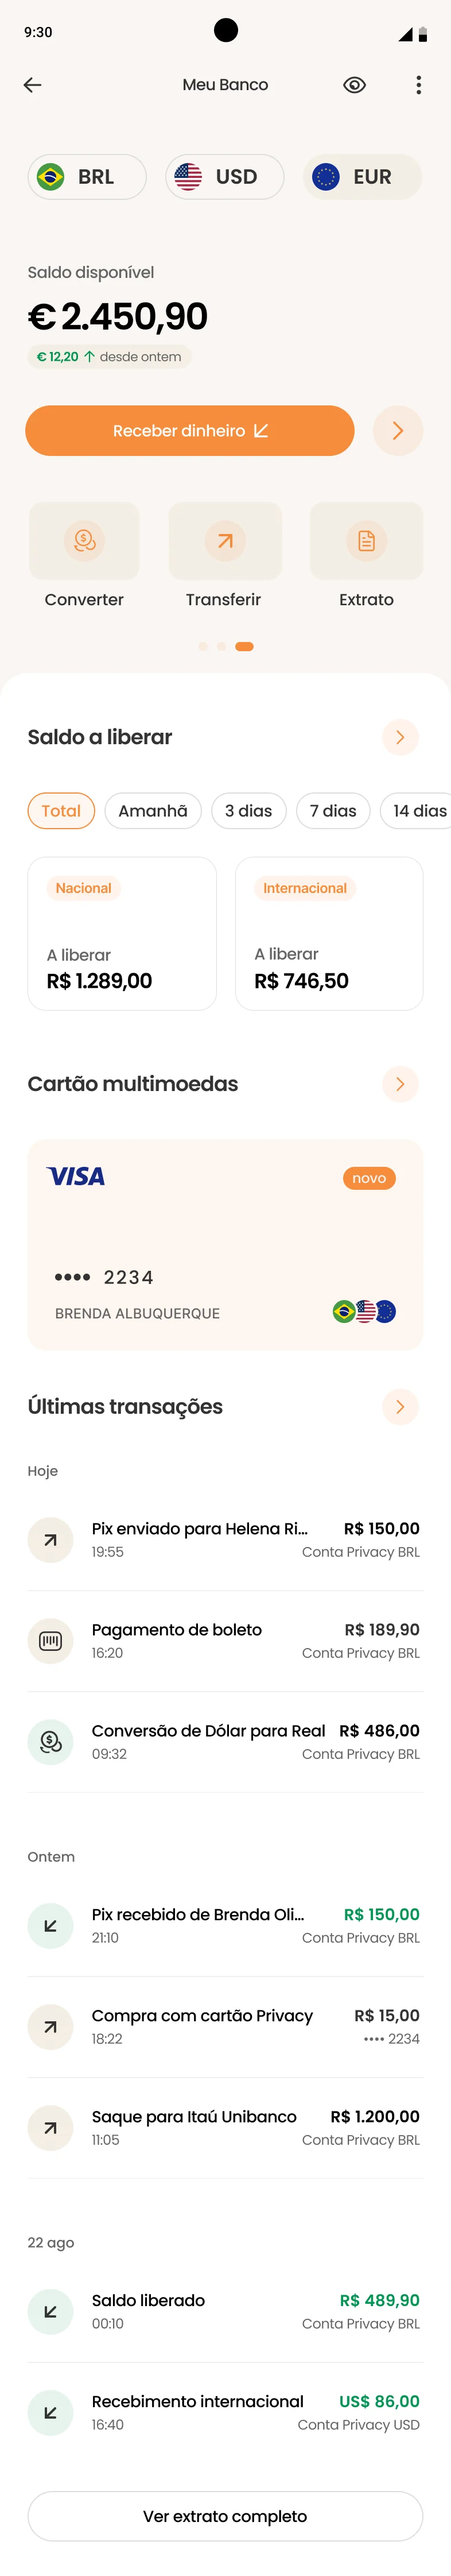 9:30
Meu Banco
BRL USD EUR
Saldo disponível
€ 2.450,90
€ 12,20 ↑ desde ontem
Receber dinheiro
Converter Transferir Extrato
Saldo a liberar
Total Amanhã 3 dias 7 dias 14 dias
Nacional Internacional
A liberar A liberar
R$ 1.289,00 R$ 746,50
Cartão multimoedas
VISA novo
•••• 2234
BRENDA ALBUQUERQUE
Últimas transações
Hoje
Pix enviado para Helena Ri... R$ 150,00
19:55 Conta Privacy BRL
Pagamento de boleto R$ 189,90
16:20 Conta Privacy BRL
Conversão de Dólar para Real R$ 486,00
09:32 Conta Privacy BRL
Ontem
Pix recebido de Brenda Oli... R$ 150,00
21:10 Conta Privacy BRL
Compra com cartão Privacy R$ 15,00
18:22 •••• 2234
Saque para Itaú Unibanco R$ 1.200,00
11:05 Conta Privacy BRL
22 ago
Saldo liberado R$ 489,90
00:10 Conta Privacy BRL
Recebimento internacional US$ 86,00
16:40 Conta Privacy USD
Ver extrato completo